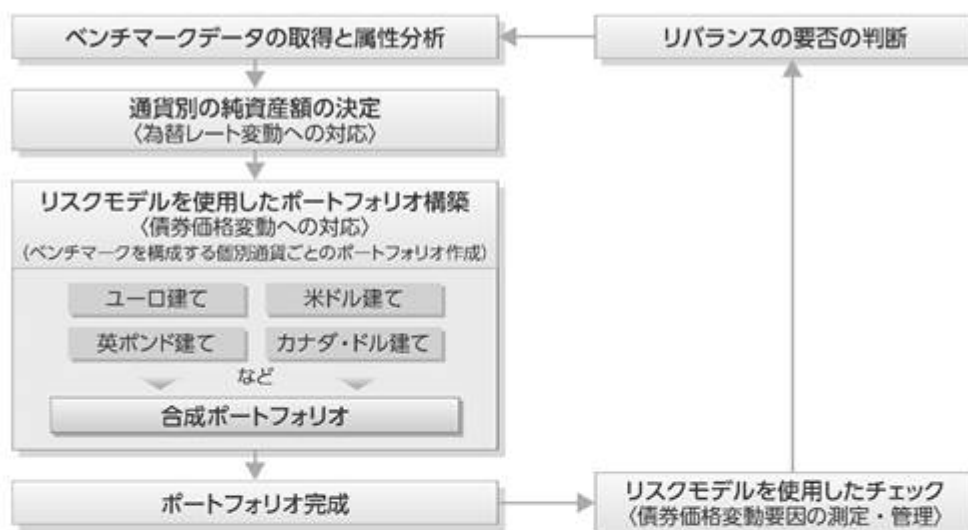 ベンチマークデータの取得と属性分析
リバランスの要否の判断
通貨別の純資産額の決定
〈為替レート変動への対応〉
リスクモデルを使用したポートフォリオ構築
〈債券価格変動への対応〉
(ベンチマークを構成する個別通貨ごとのポートフォリオ作成)
ユーロ建て
米ドル建て
英ポンド建て
カナダ・ドル建て
など
合成ポートフォリオ
ポートフォリオ完成
リスクモデルを使用したチェック
〈債券価格変動要因の測定・管理〉